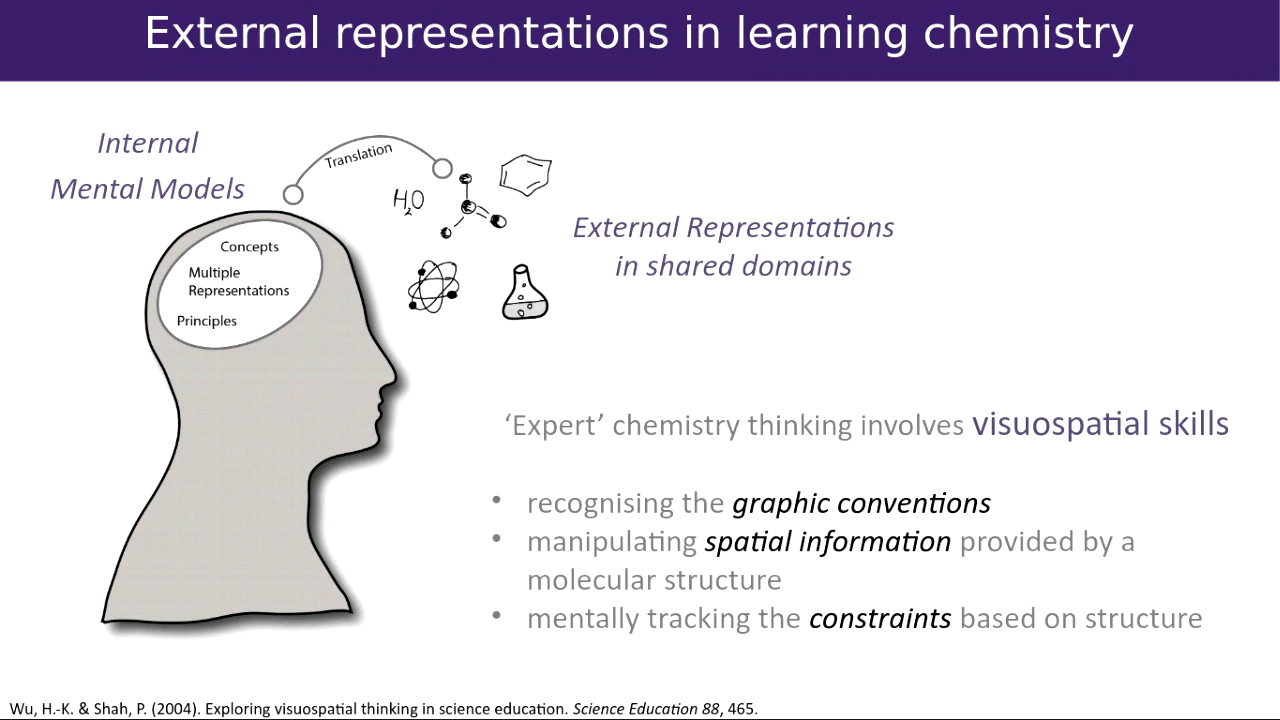 External representations in learning chemistry
Internal
Mental Models
Translation
H₂O
External Representations
in shared domains
Concepts
Multiple
Representations
Principles
‘Expert’ chemistry thinking involves visuospatial skills
• recognising the graphic conventions
• manipulating spatial information provided by a
molecular structure
• mentally tracking the constraints based on structure
Wu, H.-K. & Shah, P. (2004). Exploring visuospatial thinking in science education. Science Education 88, 465.